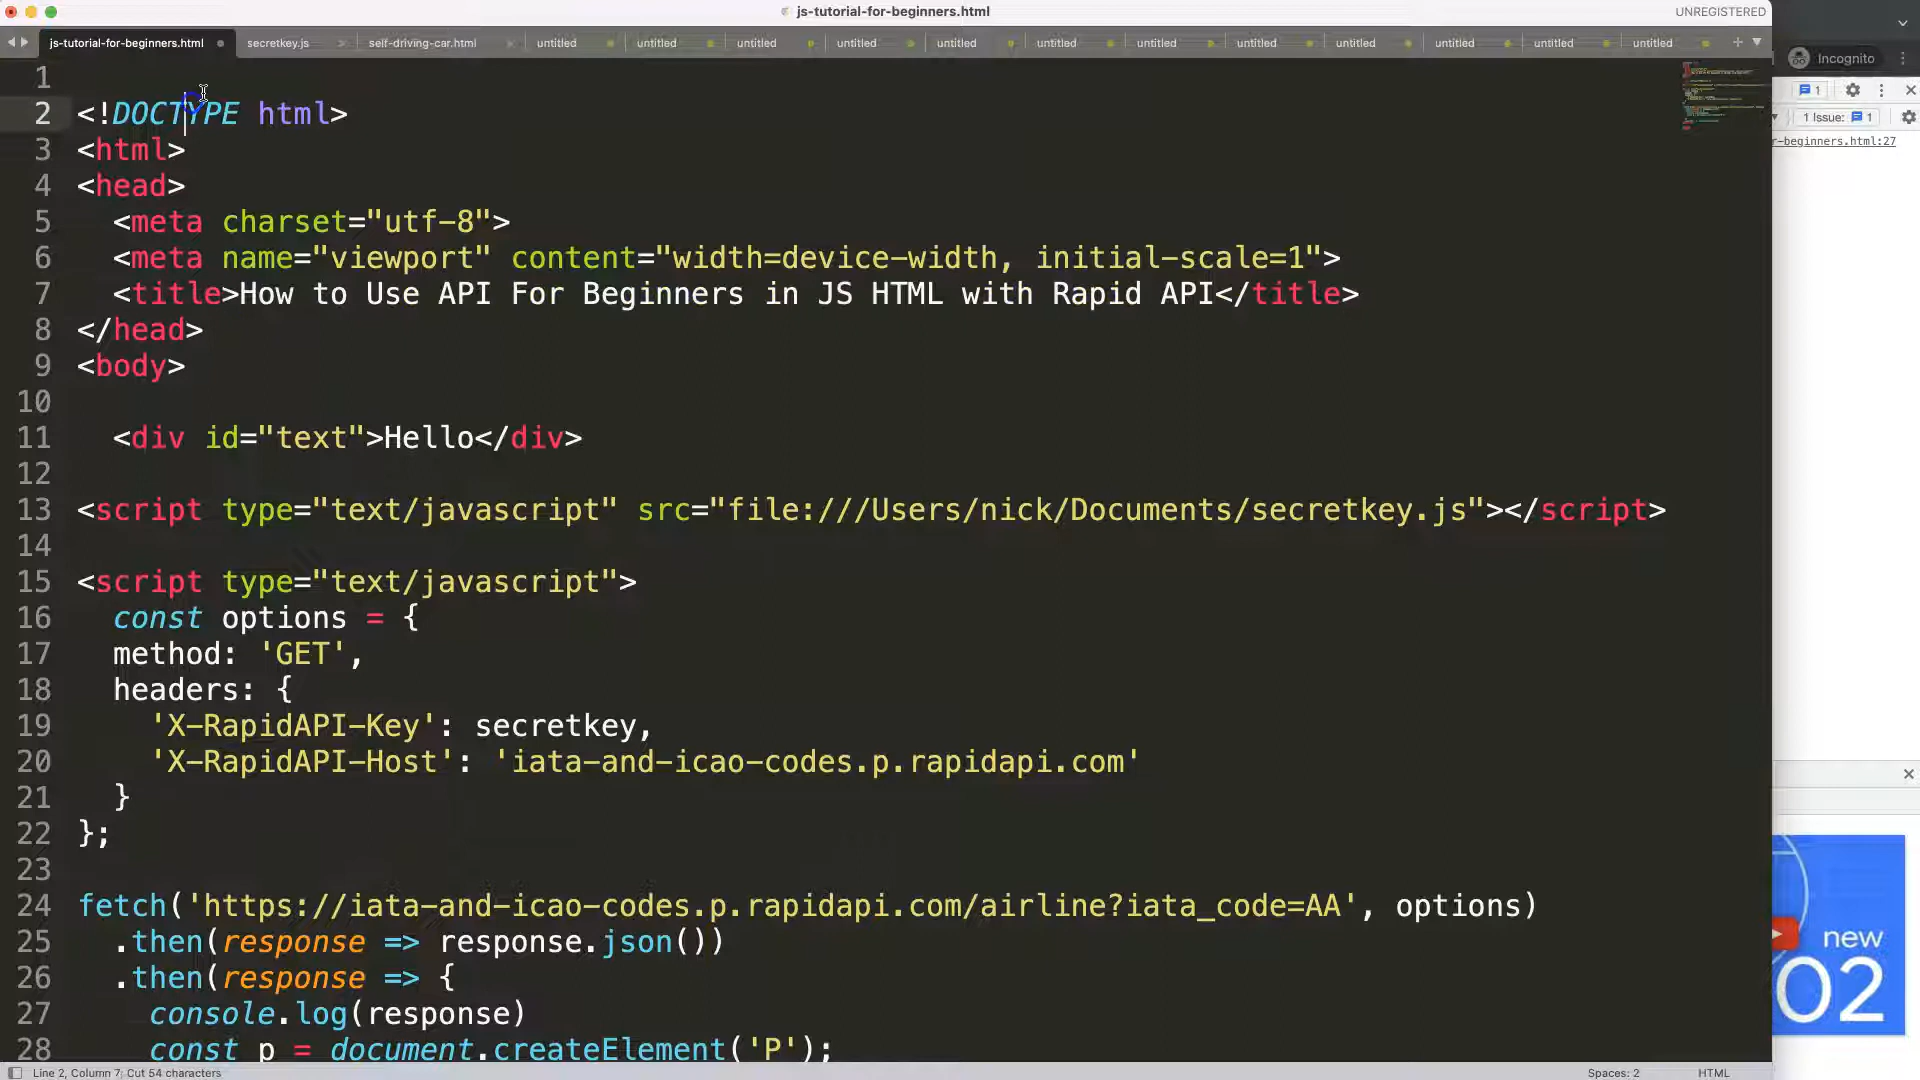 js-tutorial-for-beginners.html
UNREGISTERED
js-tutorial-for-beginners.html secretkey.js self-driving-car.html untitled untitled untitled untitled untitled untitled untitled untitled untitled untitled untitled untitled
Incognito
1
1 Issue: 1
r-beginners.html:27
1
2 <!DOCTYPE html>
3 <html>
4 <head>
5 <meta charset="utf-8">
6 <meta name="viewport" content="width=device-width, initial-scale=1">
7 <title>How to Use API For Beginners in JS HTML with Rapid API</title>
8 </head>
9 <body>
10
11 <div id="text">Hello</div>
12
13 <script type="text/javascript" src="file:///Users/nick/Documents/secretkey.js"></script>
14
15 <script type="text/javascript">
16 const options = {
17 method: 'GET',
18 headers: {
19 'X-RapidAPI-Key': secretkey,
20 'X-RapidAPI-Host': 'iata-and-icao-codes.p.rapidapi.com'
21 }
22 };
23
24 fetch('https://iata-and-icao-codes.p.rapidapi.com/airline?iata_code=AA', options)
25 .then(response => response.json())
26 .then(response => {
27 console.log(response)
28 const p = document.createElement('P');
new
02
Line 2, Column 7; Cut 54 characters
Spaces: 2
HTML